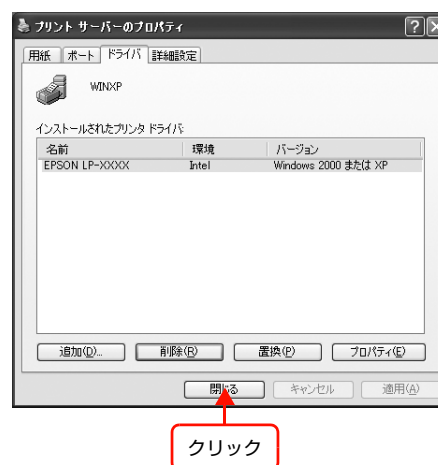 プリント サーバーのプロパティ
用紙 ポート ドライバ 詳細設定
WINXP
インストールされたプリンタ ドライバ:
名前 環境 バージョン
EPSON LP-XXXX Intel Windows 2000 または XP
追加(D)... 削除(R) 置換(P) プロパティ(E)
閉じる キャンセル 適用(A)
クリック